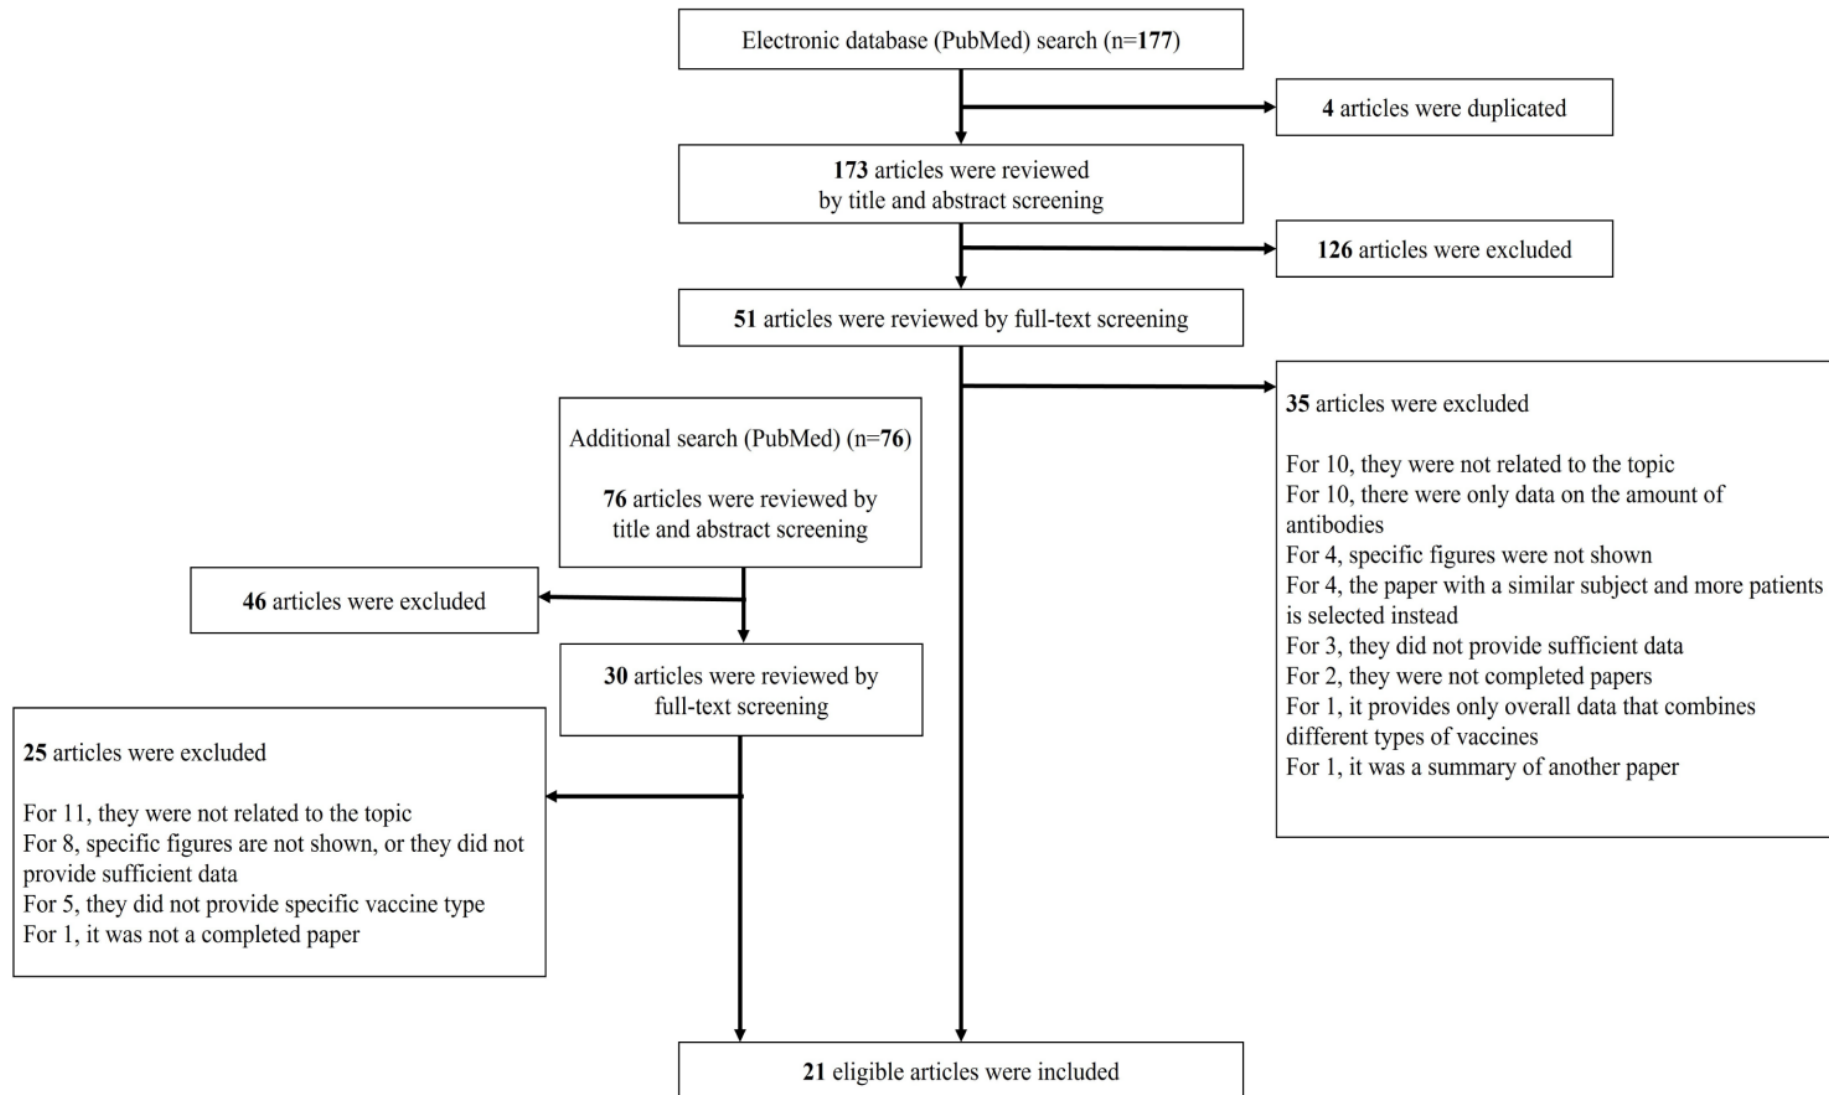 Electronic database (PubMed) search (n=177)
4 articles were duplicated
173 articles were reviewed
by title and abstract screening
126 articles were excluded
51 articles were reviewed by full-text screening
35 articles were excluded
For 10, they were not related to the topic
For 10, there were only data on the amount of
antibodies
For 4, specific figures were not shown
For 4, the paper with a similar subject and more patients
is selected instead
For 3, they did not provide sufficient data
For 2, they were not completed papers
For 1, it provides only overall data that combines
different types of vaccines
For 1, it was a summary of another paper
Additional search (PubMed) (n=76)
76 articles were reviewed by
title and abstract screening
46 articles were excluded
30 articles were reviewed by
full-text screening
25 articles were excluded
For 11, they were not related to the topic
For 8, specific figures are not shown, or they did not
provide sufficient data
For 5, they did not provide specific vaccine type
For 1, it was not a completed paper
21 eligible articles were included